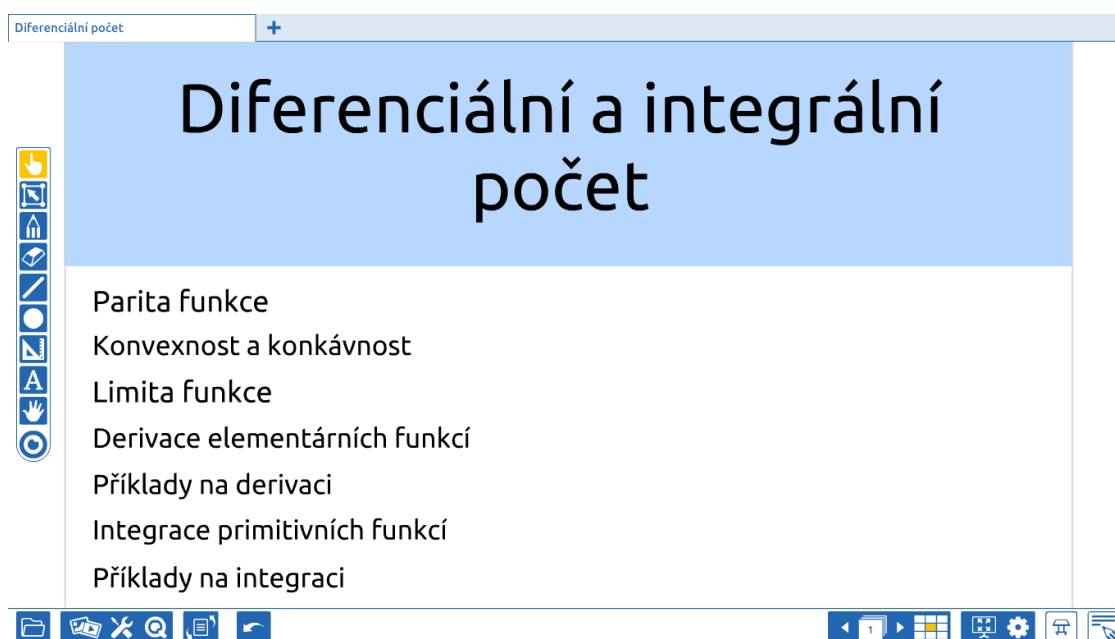 Diferenciální počet
Diferenciální a integrální
počet
Parita funkce
Konvexnost a konkávnost
Limita funkce
Derivace elementárních funkcí
Příklady na derivaci
Integrace primitivních funkcí
Příklady na integraci
A
1